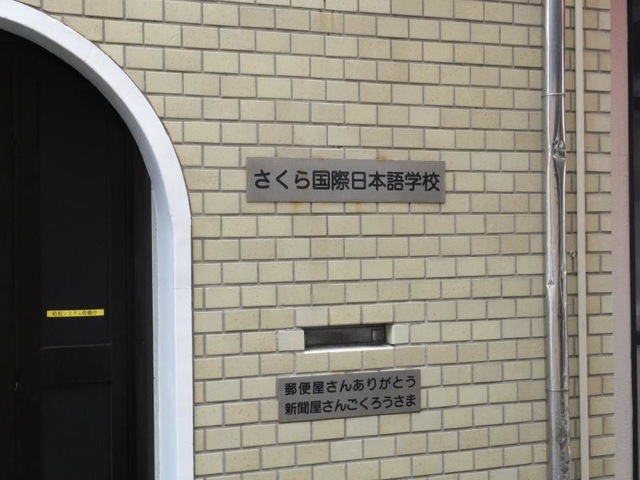 さくら国際日本語学校
郵便屋さんありがとう
新聞屋さんごくろうさま